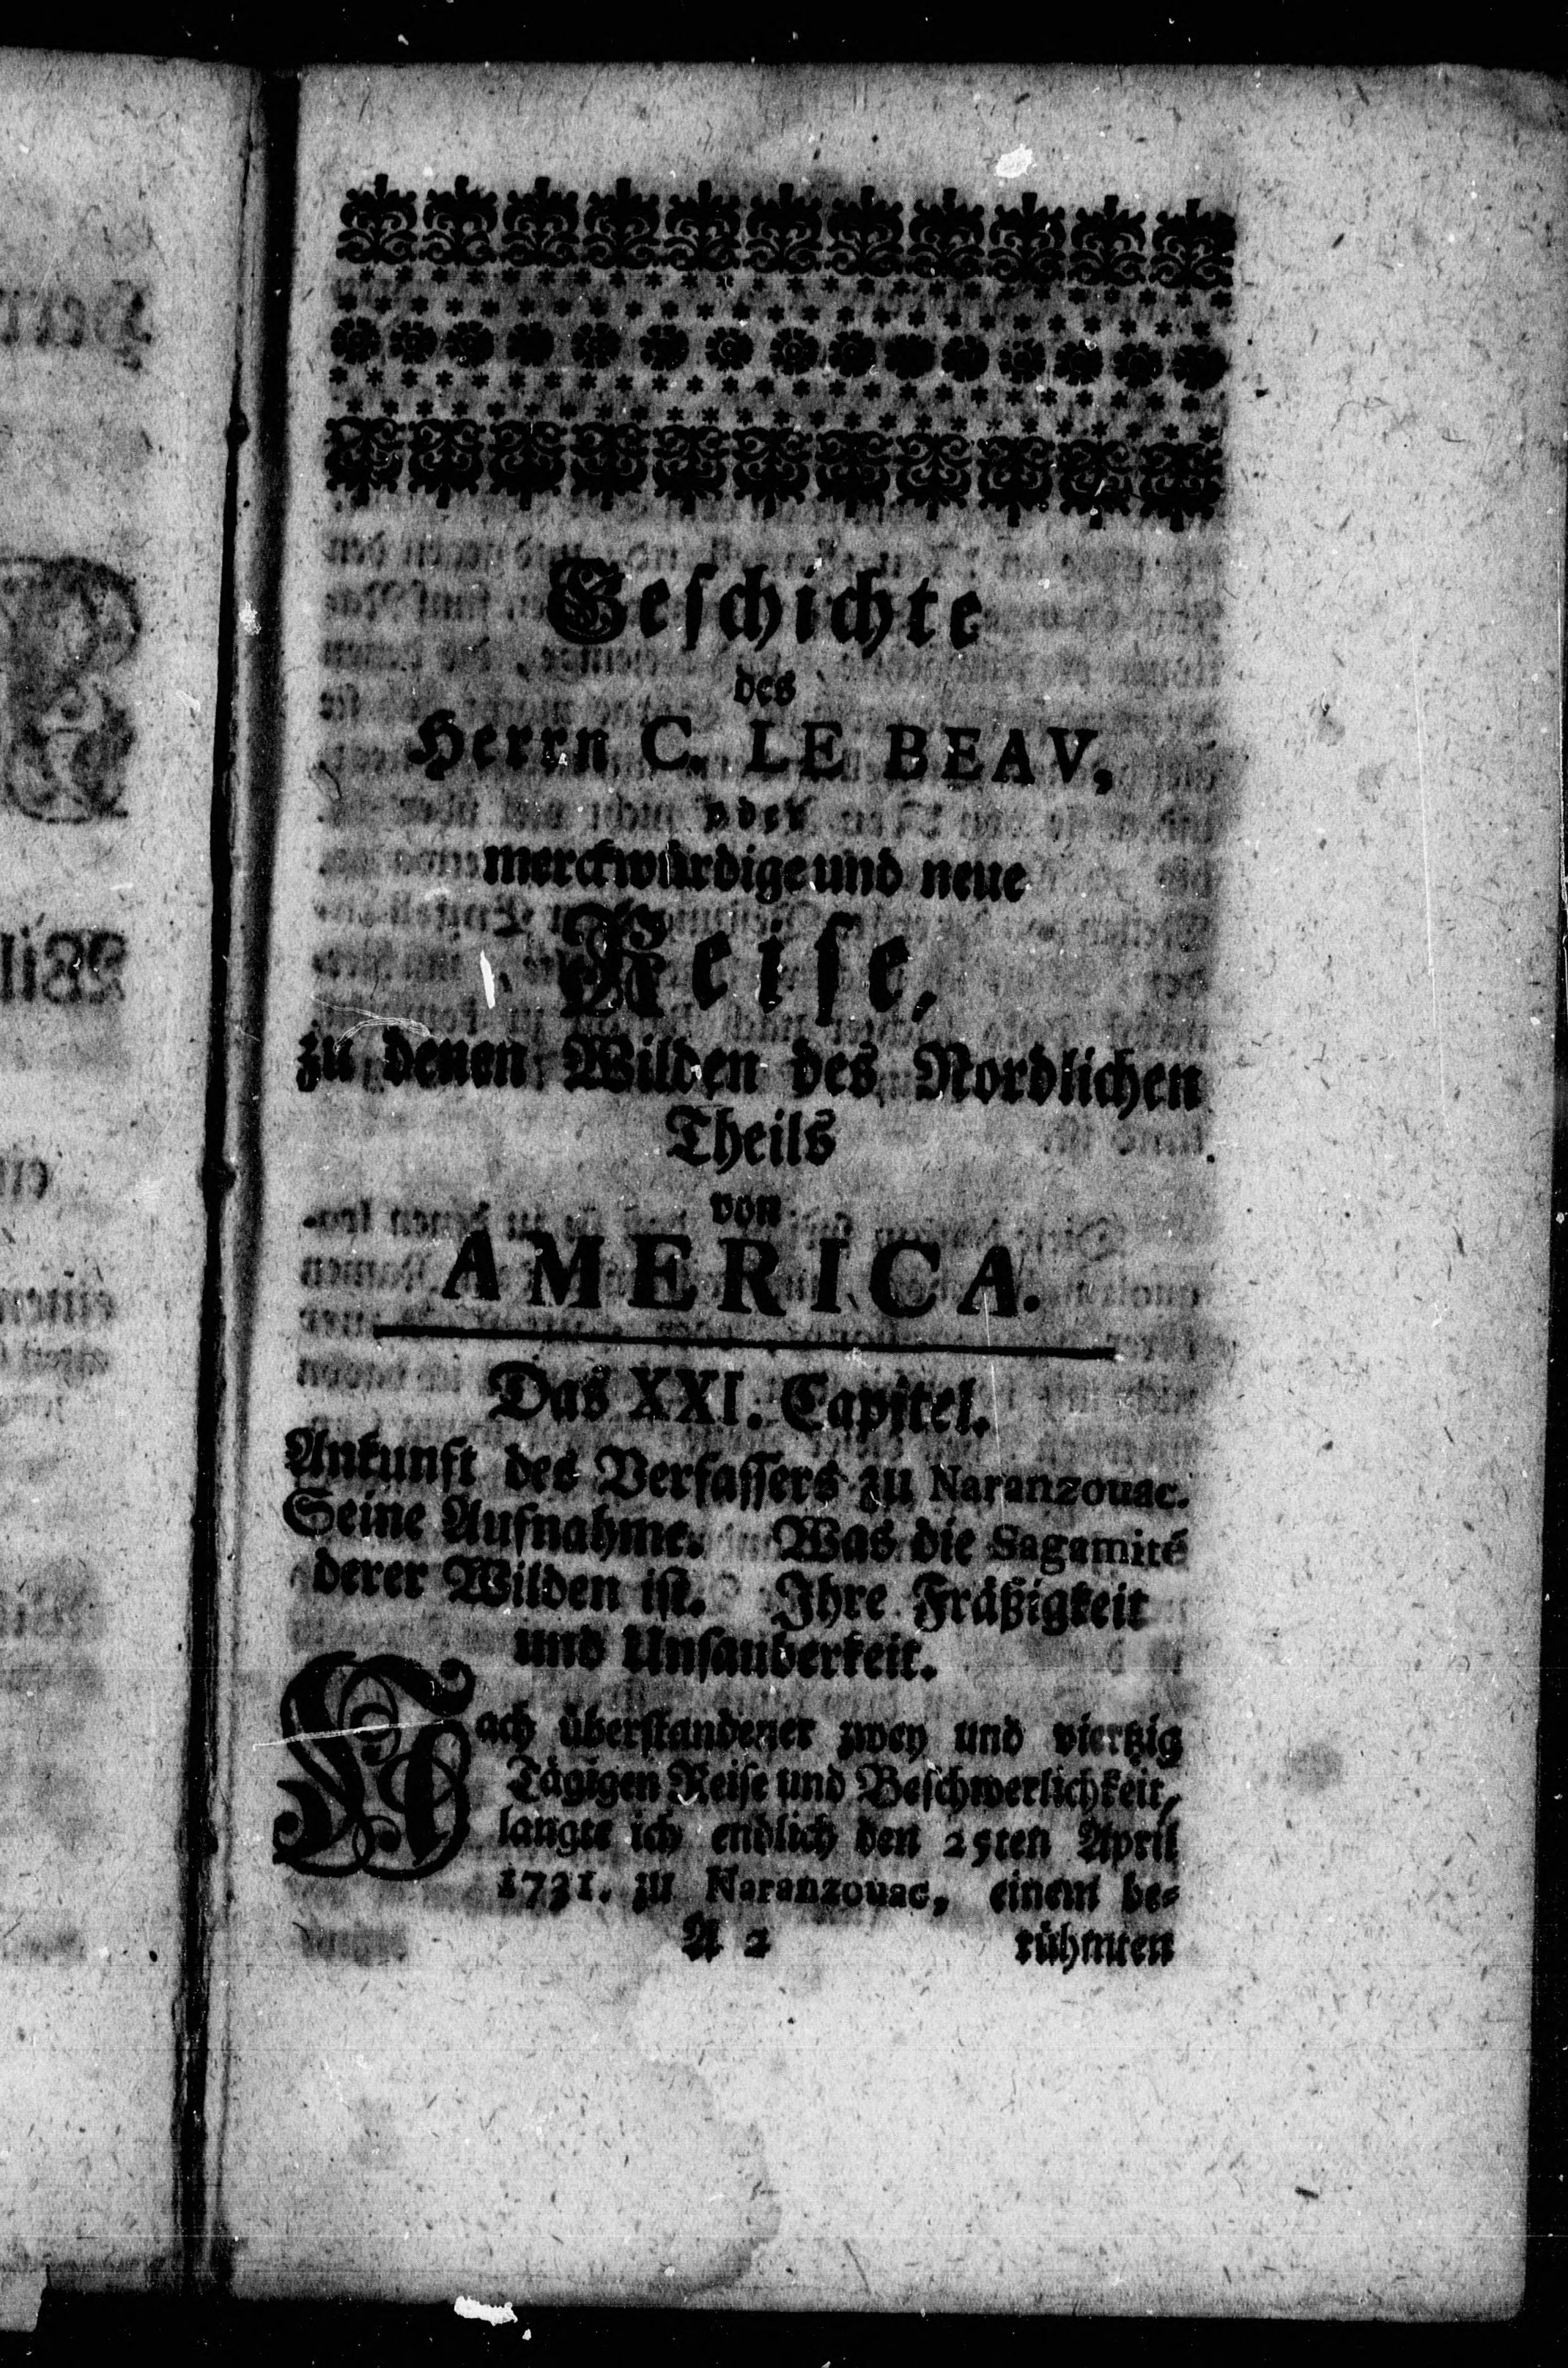 Geschichte
des
Herrn C. LE BEAV,
oder
merckwürdige und neue
Reise,
zu denen Wilden des Nordlichen
Theils
von
AMERICA.
Das XXI. Capitel.
Ankunft des Verfassers zu Naranzouac.
Seine Aufnahme. Was die Sagamité
derer Wilden ist. Ihre Fräßigkeit
und Unsauberkeit.
Nach überstandener zwey und viertzig
Tägigen Reise und Beschwerlichkeit,
langte ich endlich den 25ten April
1731. zu Naranzouac, einem be-
A 2 rühmten